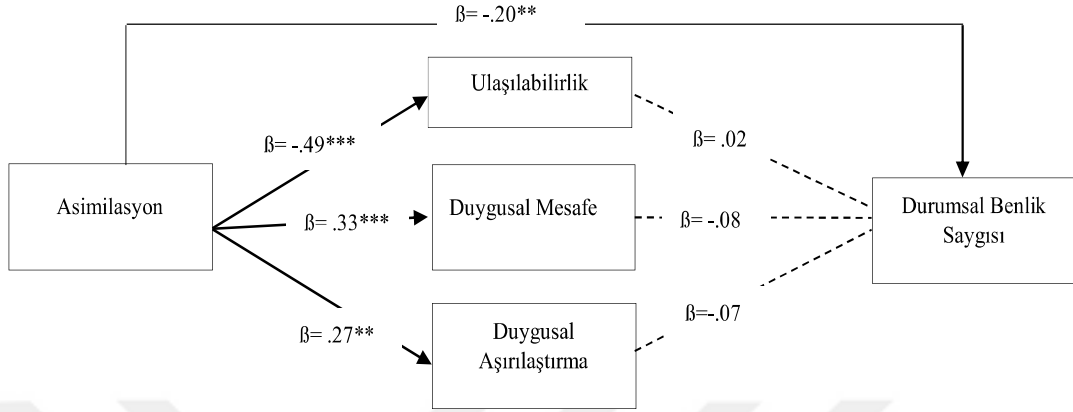 ß= -.20**
Ulaşılabilirlik
ß= -.49***
ß= .02
Asimilasyon
ß= .33***
Duygusal Mesafe
ß= -.08
Durumsal Benlik
Saygısı
ß= .27**
Duygusal
Aşırılaştırma
ß=-.07